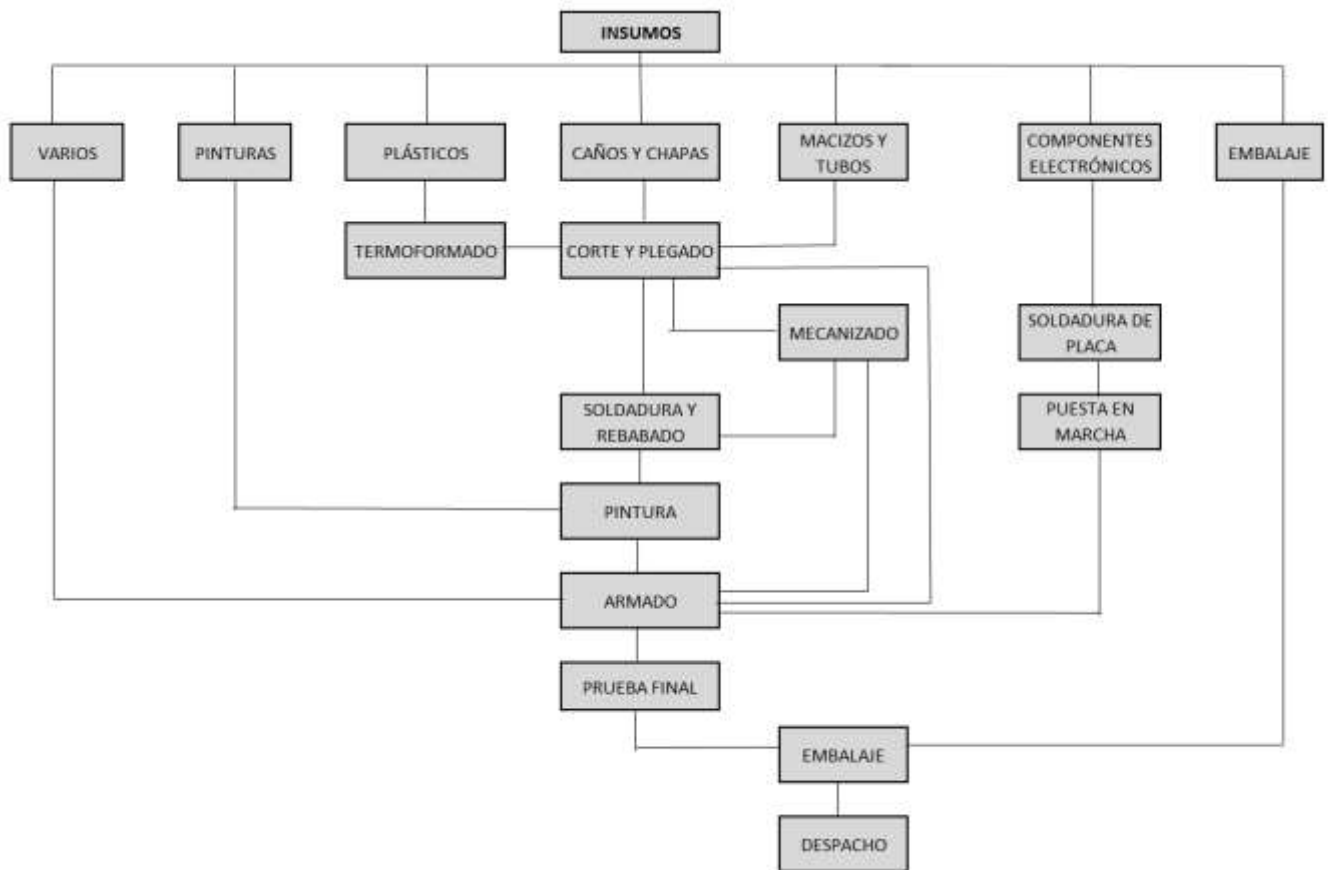 INSUMOS
VARIOS
PINTURAS
PLÁSTICOS
CAÑOS Y CHAPAS
MACIZOS Y
TUBOS
COMPONENTES
ELECTRÓNICOS
EMBALAJE
TERMOFORMADO
CORTE Y PLEGADO
MECANIZADO
SOLDADURA DE
PLACA
SOLDADURA Y
REBABADO
PUESTA EN
MARCHA
PINTURA
ARMADO
PRUEBA FINAL
EMBALAJE
DESPACHO